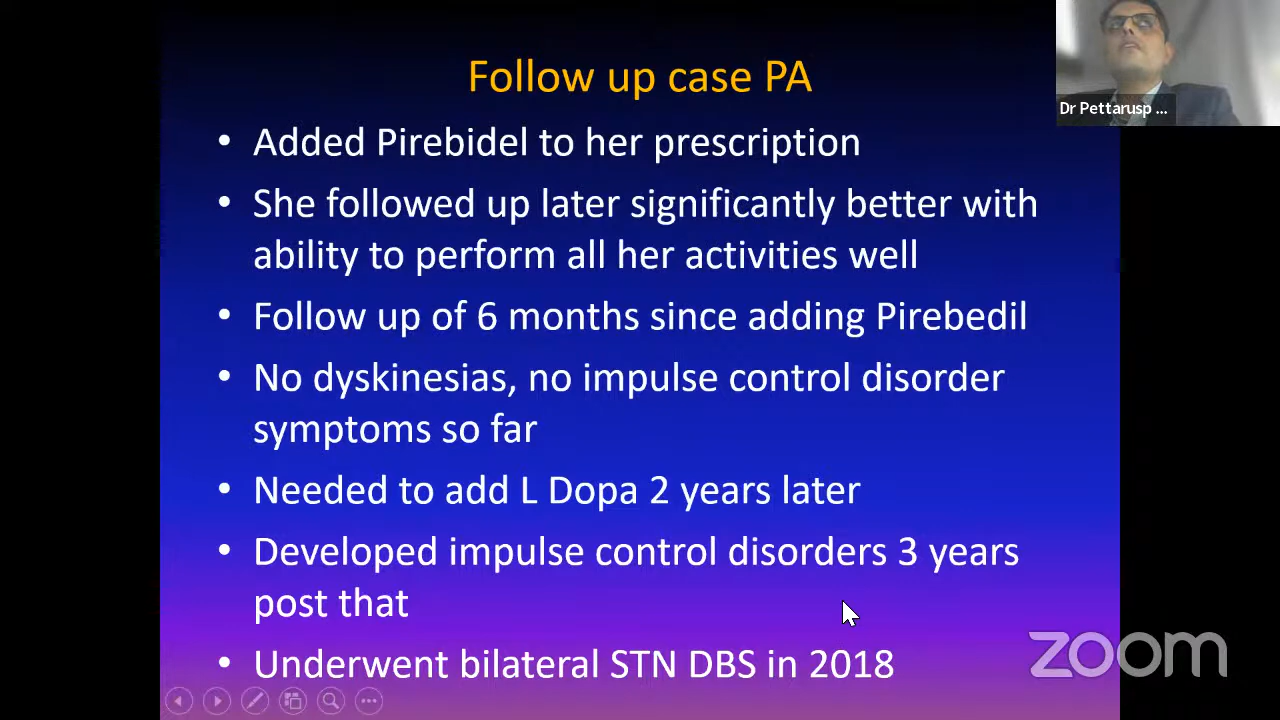 Follow up case PA
• Added Pirebidel to her prescription
• She followed up later significantly better with
ability to perform all her activities well
• Follow up of 6 months since adding Pirebedil
• No dyskinesias, no impulse control disorder
symptoms so far
• Needed to add L Dopa 2 years later
• Developed impulse control disorders 3 years
post that
• Underwent bilateral STN DBS in 2018
Dr Pettarusp ...
zoom